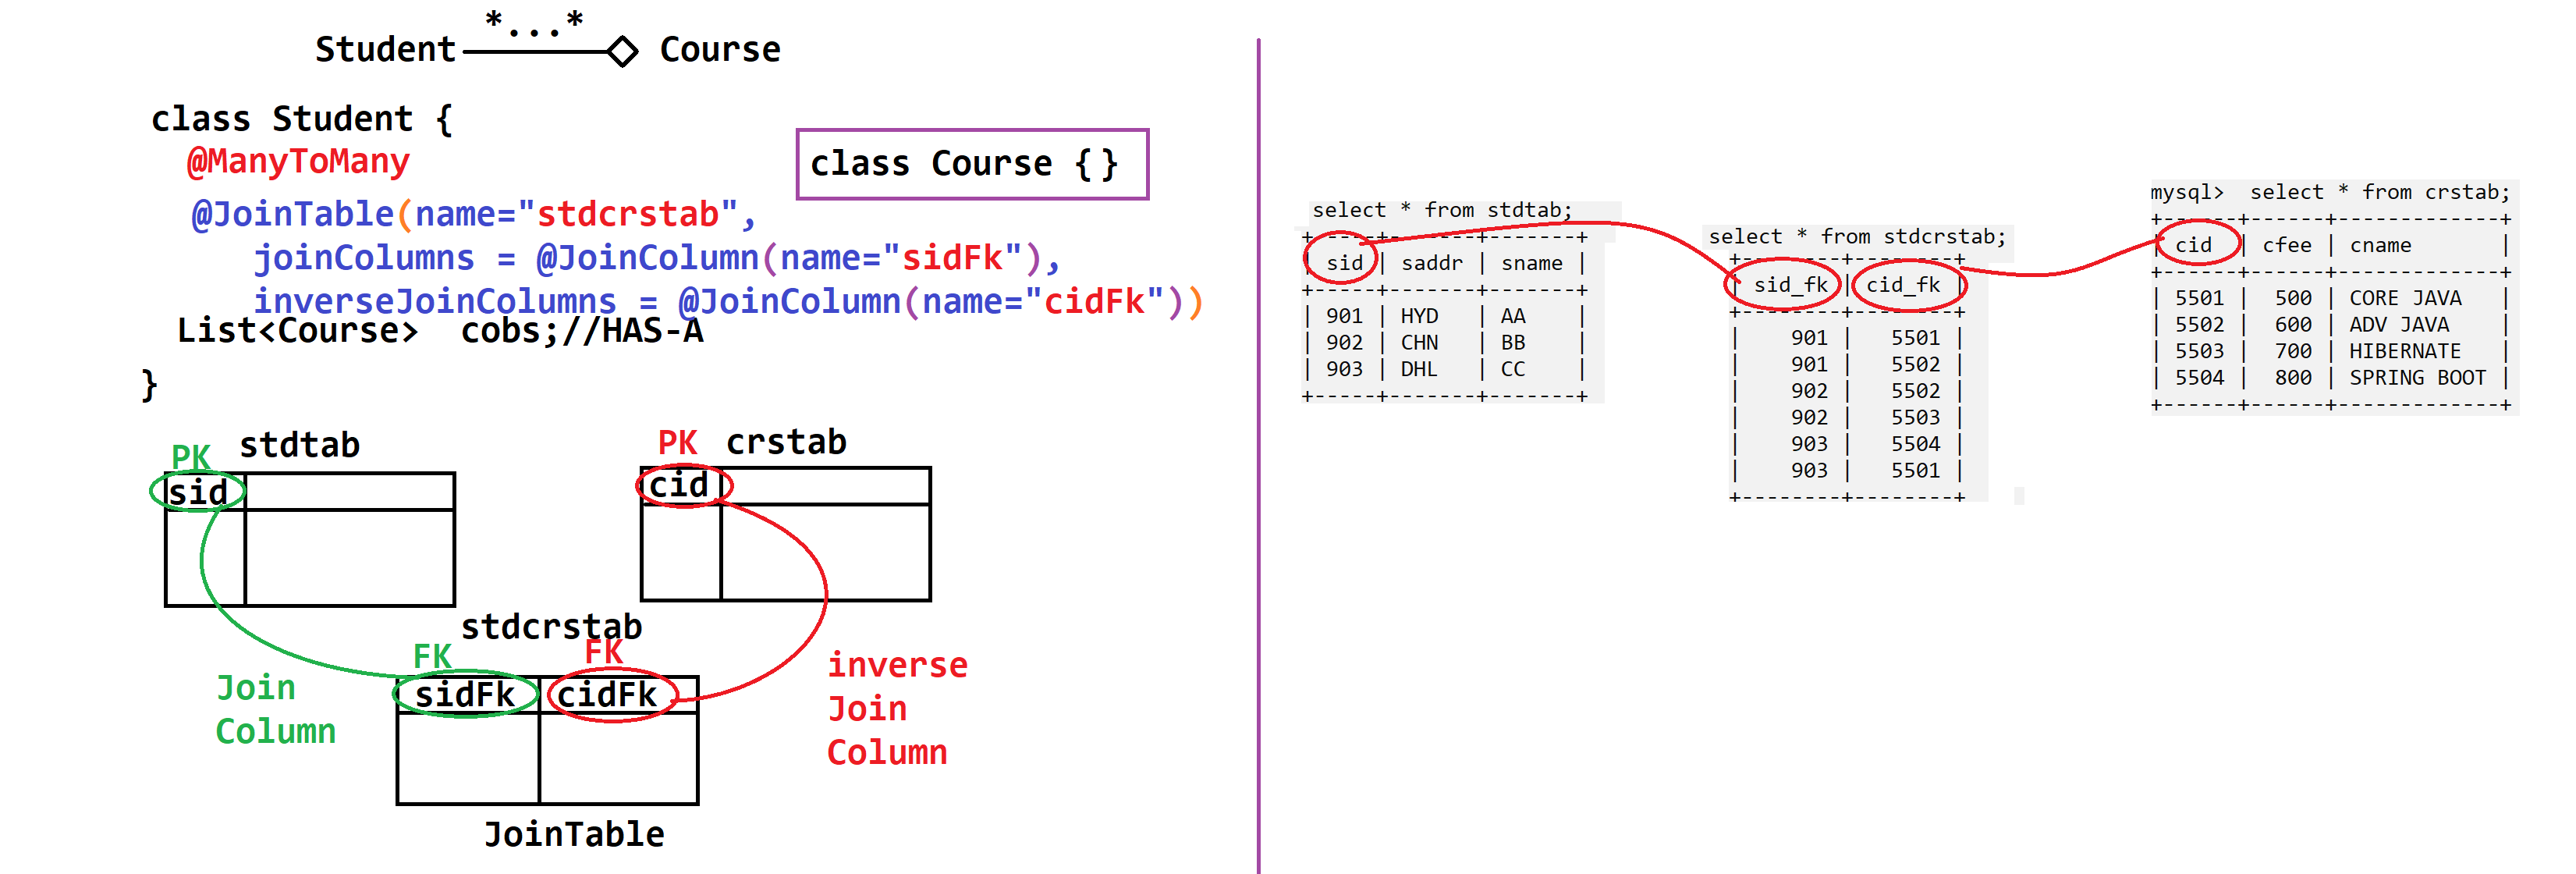 *...*
Student Course
class Student {
@ManyToMany
class Course {}
@JoinTable(name="stdcrstab",
joinColumns = @JoinColumn(name="sidFk"),
inverseJoinColumns = @JoinColumn(name="cidFk"))
List<Course> cobs;//HAS-A
}
PK stdtab
sid
PK crstab
cid
stdcrstab
FK FK
sidFk cidFk
Join
Column
inverse
Join
Column
JoinTable
select * from stdtab;
+-----+-------+-------+
| sid | saddr | sname |
+-----+-------+-------+
| 901 | HYD | AA |
| 902 | CHN | BB |
| 903 | DHL | CC |
+-----+-------+-------+
select * from stdcrstab;
+--------+--------+
| sid_fk | cid_fk |
+--------+--------+
| 901 | 5501 |
| 901 | 5502 |
| 902 | 5502 |
| 902 | 5503 |
| 903 | 5504 |
| 903 | 5501 |
+--------+--------+
mysql> select * from crstab;
+------+------+-------------+
| cid | cfee | cname |
+------+------+-------------+
| 5501 | 500 | CORE JAVA |
| 5502 | 600 | ADV JAVA |
| 5503 | 700 | HIBERNATE |
| 5504 | 800 | SPRING BOOT |
+------+------+-------------+